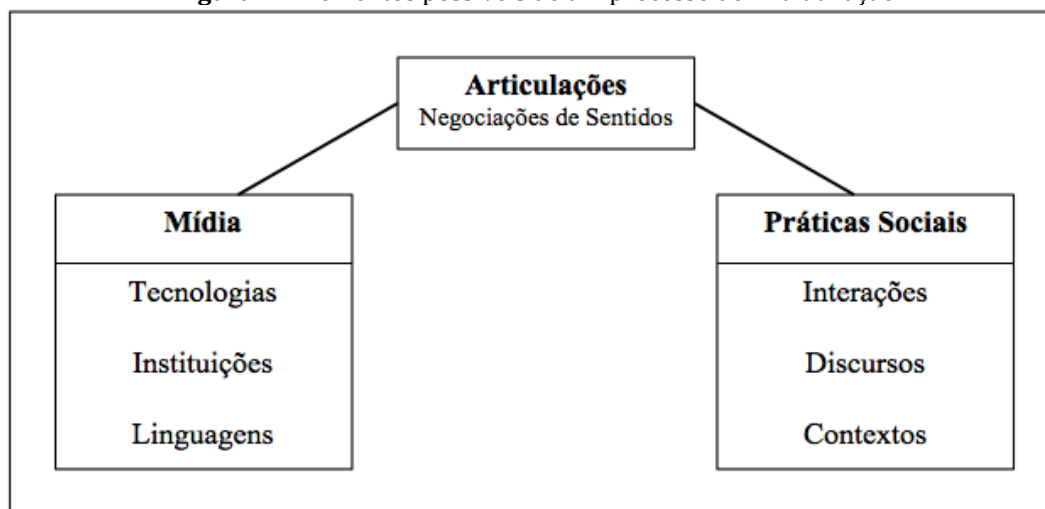 Articulações
Negociações de Sentidos
Mídia
Tecnologias
Instituições
Linguagens
Práticas Sociais
Interações
Discursos
Contextos